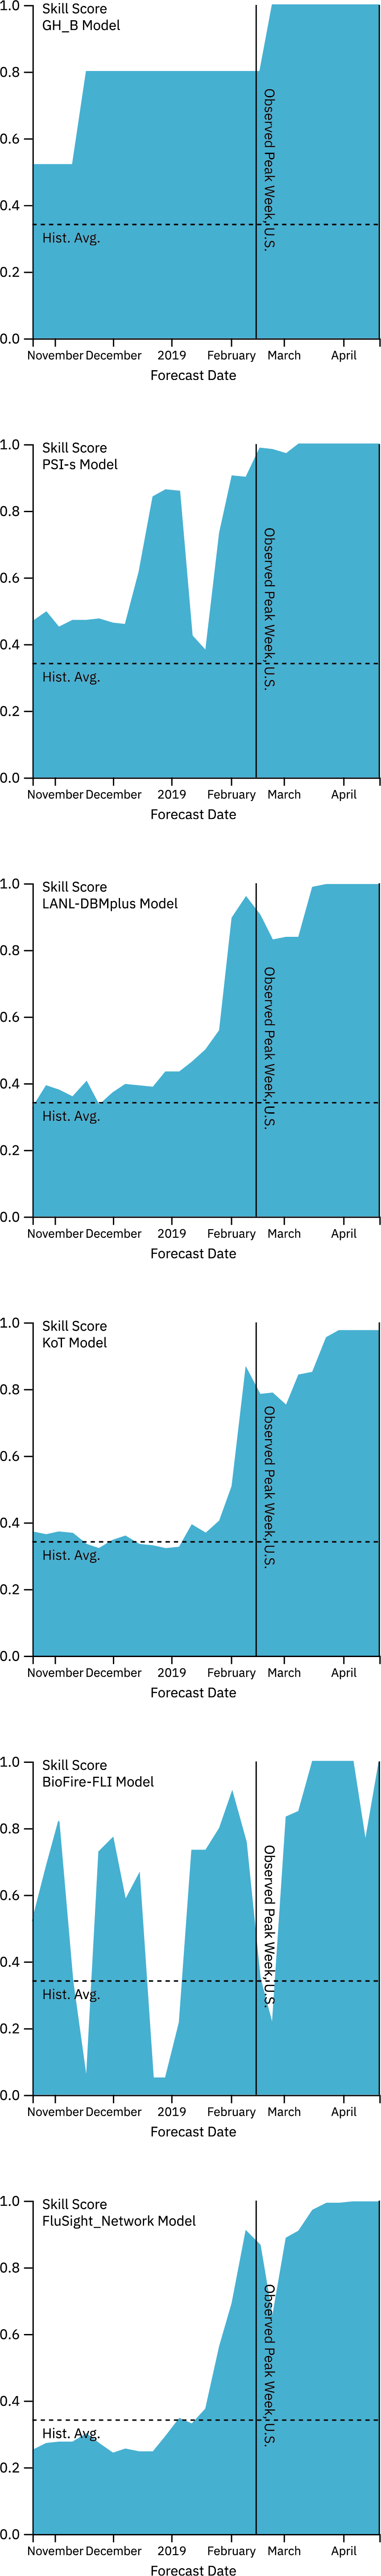 1.0
Skill Score
GH_B Model
0.8
0.6
0.4
0.2
0.0
Hist. Avg.
Observed Peak Week, U.S.
November December 2019 February March April
Forecast Date
1.0
Skill Score
PSI-s Model
0.8
0.6
0.4
0.2
0.0
Hist. Avg.
Observed Peak Week, U.S.
November December 2019 February March April
Forecast Date
1.0
Skill Score
LANL-DBMplus Model
0.8
0.6
0.4
0.2
0.0
Hist. Avg.
Observed Peak Week, U.S.
November December 2019 February March April
Forecast Date
1.0
Skill Score
KoT Model
0.8
0.6
0.4
0.2
0.0
Hist. Avg.
Observed Peak Week, U.S.
November December 2019 February March April
Forecast Date
1.0
Skill Score
BioFire-FLI Model
0.8
0.6
0.4
0.2
0.0
Hist. Avg.
Observed Peak Week, U.S.
November December 2019 February March April
Forecast Date
1.0
Skill Score
FluSight_Network Model
0.8
0.6
0.4
0.2
0.0
Hist. Avg.
Observed Peak Week, U.S.
November December 2019 February March April
Forecast Date